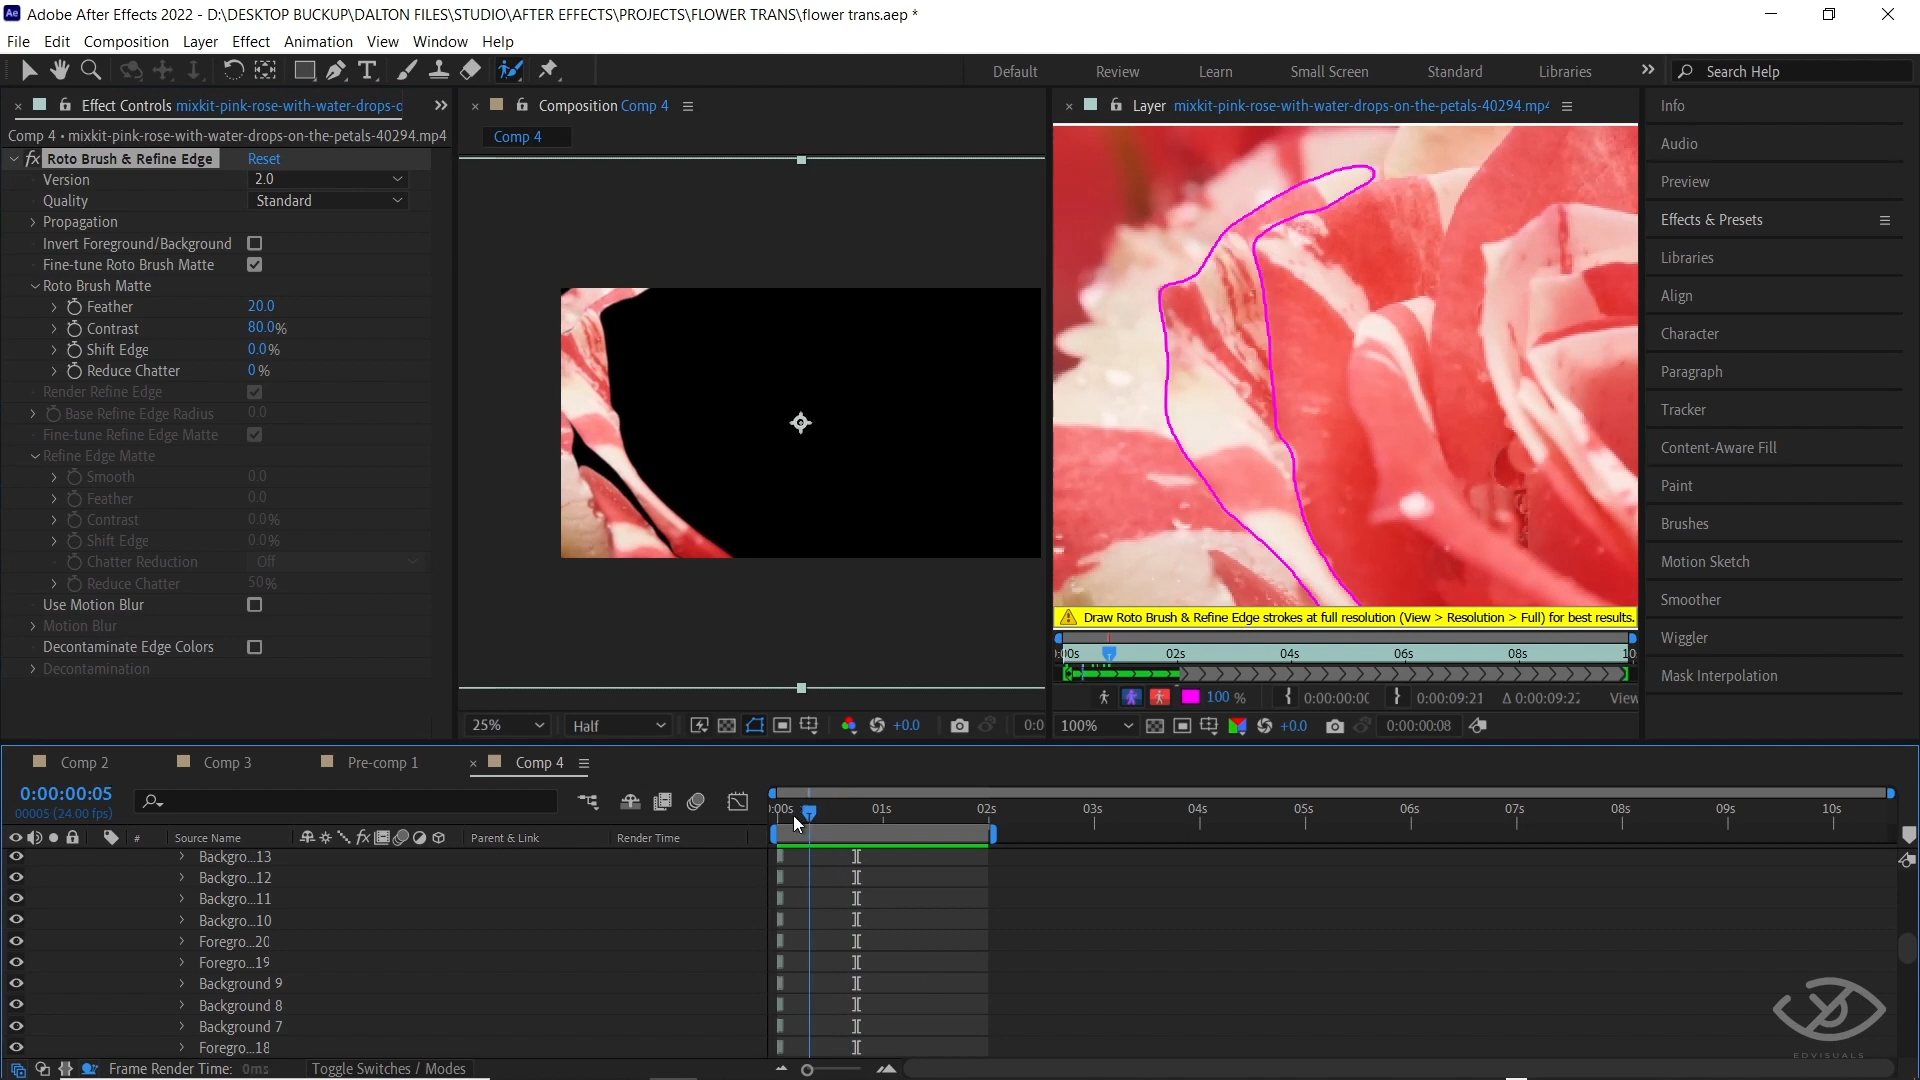 Adobe After Effects 2022 - D:\DESKTOP BUCKUP\DALTON FILES\STUDIO\AFTER EFFECTS\PROJECTS\FLOWER TRANS\flower trans.aep *
File Edit Composition Layer Effect Animation View Window Help
Default Review Learn Small Screen Standard Libraries Search Help
Effect Controls mixkit-pink-rose-with-water-drops-o
Comp 4 • mixkit-pink-rose-with-water-drops-on-the-petals-40294.mp4
fx Roto Brush & Refine Edge Reset
Version 2.0
Quality Standard
Propagation
Invert Foreground/Background
Fine-tune Roto Brush Matte
Roto Brush Matte
Feather 20.0
Contrast 80.0%
Shift Edge 0.0%
Reduce Chatter 0%
Render Refine Edge
Base Refine Edge Radius 0.0
Fine-tune Refine Edge Matte
Refine Edge Matte
Smooth 0.0
Feather 0.0
Contrast 0.0%
Shift Edge 0.0%
Chatter Reduction Off
Reduce Chatter 50%
Use Motion Blur
Motion Blur
Decontaminate Edge Colors
Decontamination
Composition Comp 4
Comp 4
25% Half +0.0 0:0
Layer mixkit-pink-rose-with-water-drops-on-the-petals-40294.mp4
Draw Roto Brush & Refine Edge strokes at full resolution (View > Resolution > Full) for best results.
:00s 02s 04s 06s 08s 10
100 % 0:00:00:0 0:00:09:21 Δ 0:00:09:22 View
100% +0.0 0:00:00:08
Info
Audio
Preview
Effects & Presets
Libraries
Align
Character
Paragraph
Tracker
Content-Aware Fill
Paint
Brushes
Motion Sketch
Smoother
Wiggler
Mask Interpolation
Comp 2 Comp 3 Pre-comp 1 Comp 4
0:00:00:05
00005 (24.00 fps)
:00s 01s 02s 03s 04s 05s 06s 07s 08s 09s 10s
# Source Name fx Parent & Link Render Time
Backgro...13
Backgro...12
Backgro...11
Backgro...10
Foregro...20
Foregro...19
Background 9
Background 8
Background 7
Foregro...18
Frame Render Time: 0ms Toggle Switches / Modes
EDVISUALS